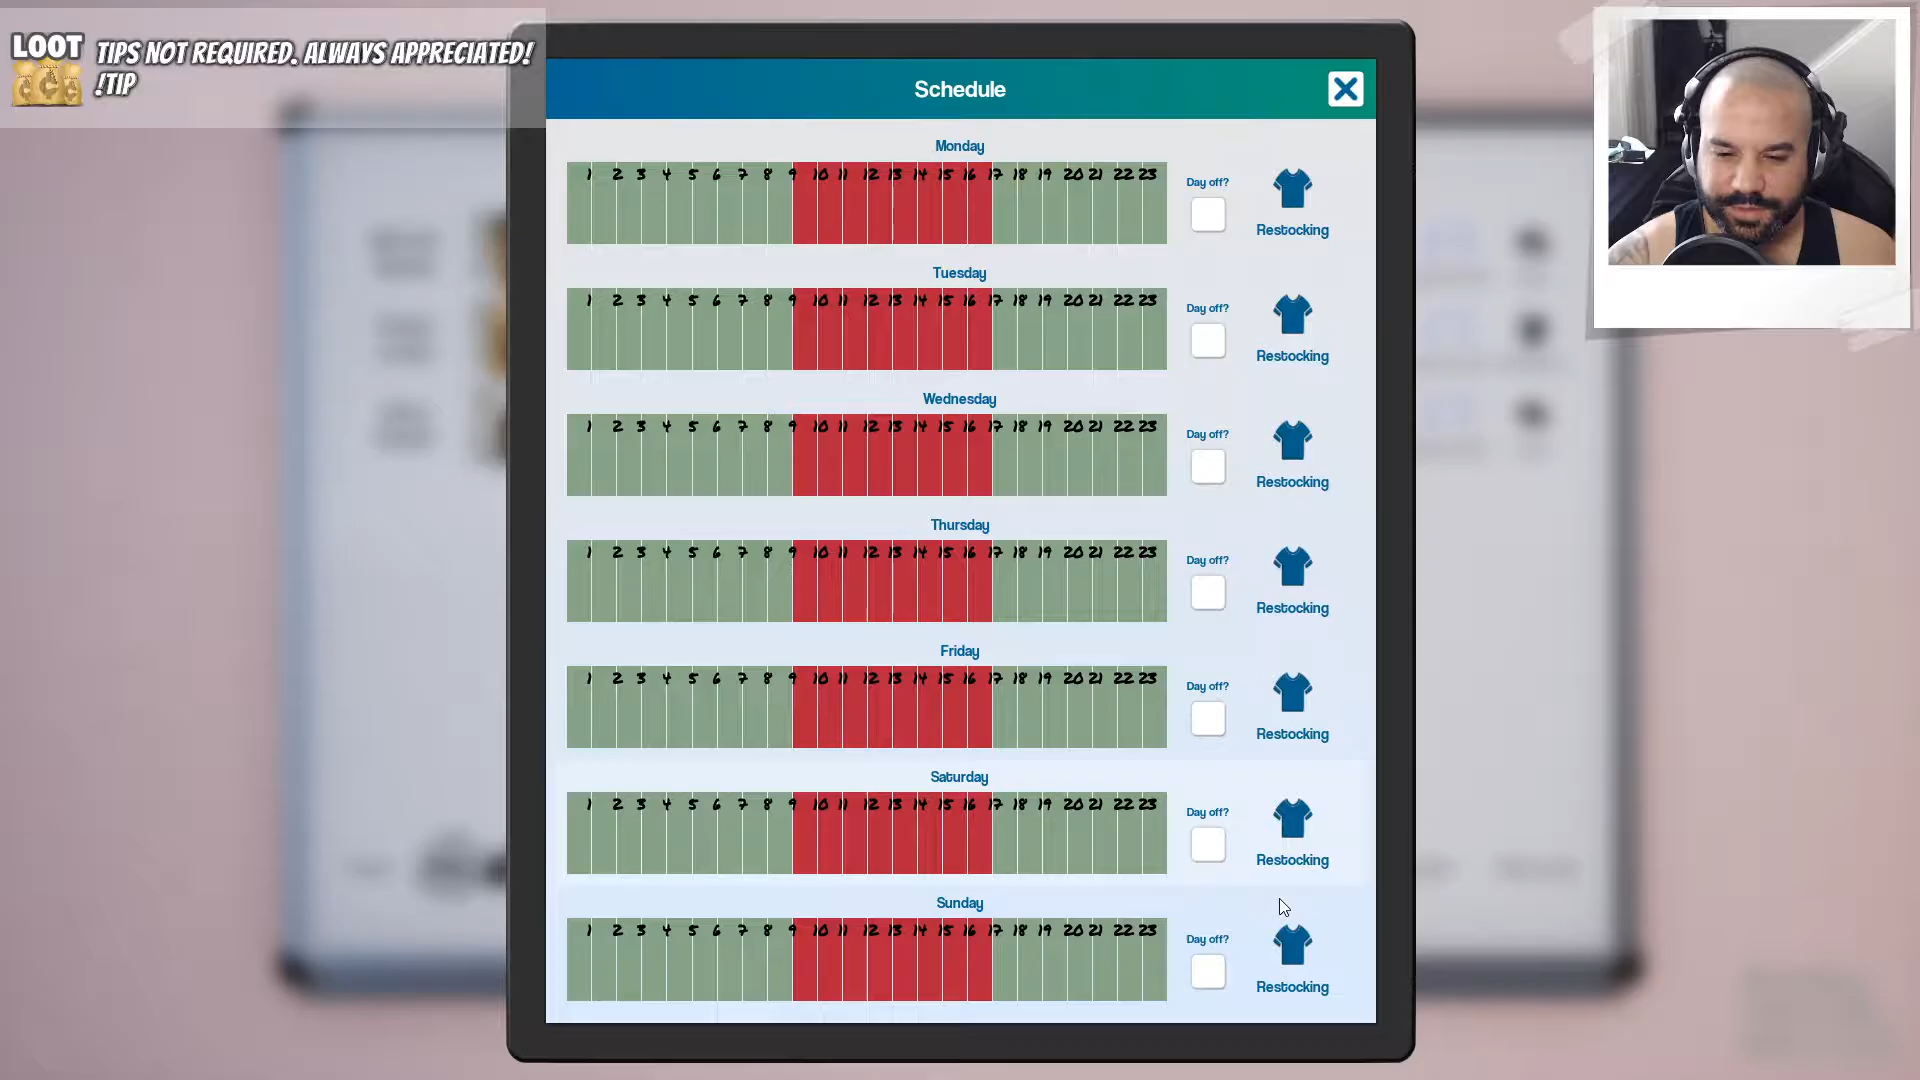 LOOT
TIPS NOT REQUIRED. ALWAYS APPRECIATED!
!TIP
Schedule
Monday
1 2 3 4 5 6 7 8 9 10 11 12 13 14 15 16 17 18 19 20 21 22 23
Day off?
Restocking
Tuesday
1 2 3 4 5 6 7 8 9 10 11 12 13 14 15 16 17 18 19 20 21 22 23
Day off?
Restocking
Wednesday
1 2 3 4 5 6 7 8 9 10 11 12 13 14 15 16 17 18 19 20 21 22 23
Day off?
Restocking
Thursday
1 2 3 4 5 6 7 8 9 10 11 12 13 14 15 16 17 18 19 20 21 22 23
Day off?
Restocking
Friday
1 2 3 4 5 6 7 8 9 10 11 12 13 14 15 16 17 18 19 20 21 22 23
Day off?
Restocking
Saturday
1 2 3 4 5 6 7 8 9 10 11 12 13 14 15 16 17 18 19 20 21 22 23
Day off?
Restocking
Sunday
1 2 3 4 5 6 7 8 9 10 11 12 13 14 15 16 17 18 19 20 21 22 23
Day off?
Restocking